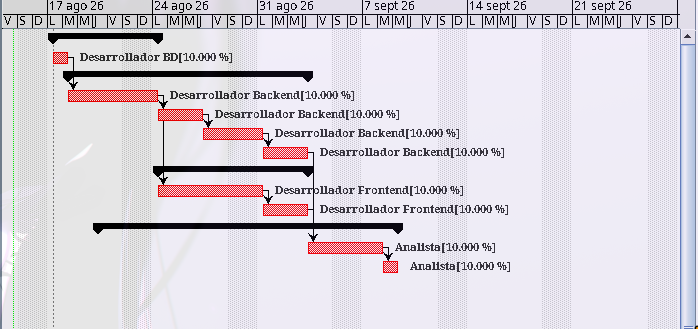 17 ago 26 24 ago 26 31 ago 26 7 sept 26 14 sept 26 21 sept 26
V S D L M M J V S D L M M J V S D L M M J V S D L M M J V S D L M M J V S D L M M J V S D
Desarrollador BD[10.000 %]
Desarrollador Backend[10.000 %]
Desarrollador Backend[10.000 %]
Desarrollador Backend[10.000 %]
Desarrollador Backend[10.000 %]
Desarrollador Frontend[10.000 %]
Desarrollador Frontend[10.000 %]
Analista[10.000 %]
Analista[10.000 %]